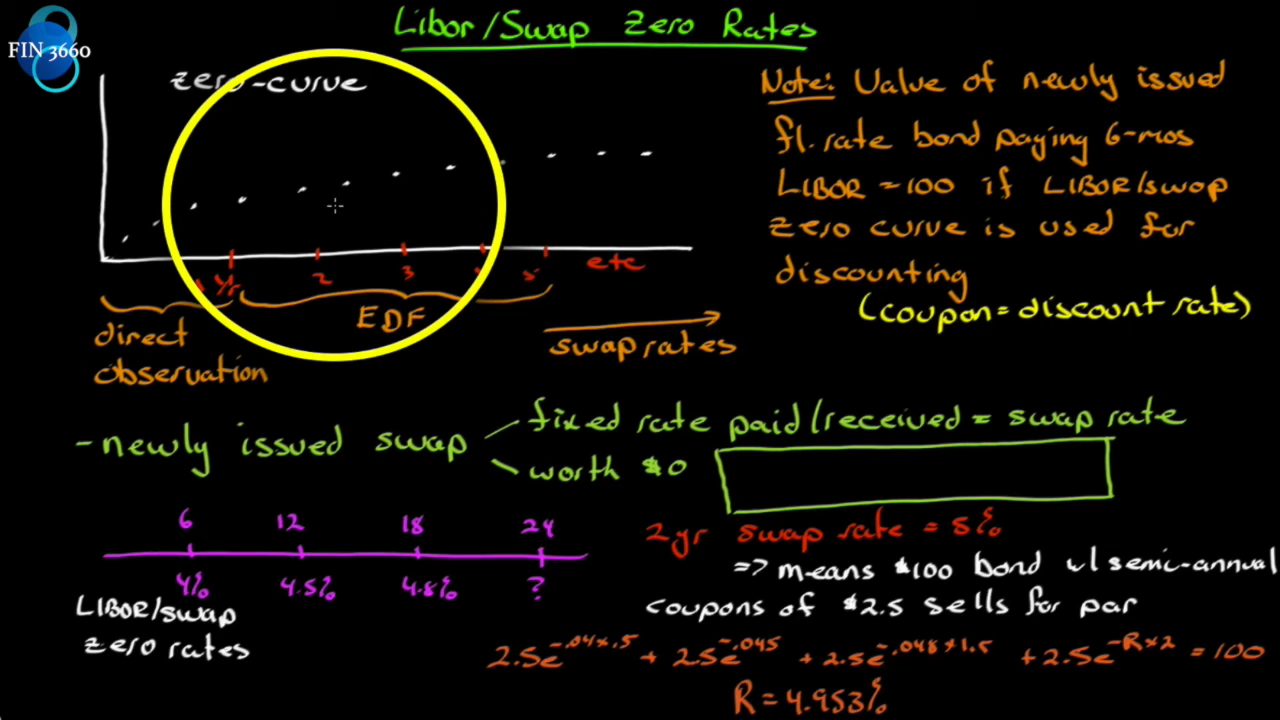 Libor/Swap Zero Rates
FIN 3660
zero-curve
1 Yr 2 3 4 5 etc
direct
observation
EDF
swap rates
Note: Value of newly issued
fl. rate bond paying 6-mos
LIBOR = 100 if LIBOR/swap
zero curve is used for
discounting
(coupon = discount rate)
- newly issued swap
fixed rate paid/received = swap rate
worth $0
6 12 18 24
4% 4.5% 4.8% ?
LIBOR/swap
zero rates
2yr swap rate = 5%
=> means $100 bond w/ semi-annual
coupons of $2.5 sells for par
2.5e^-.04×.5 + 2.5e^-.045 + 2.5e^-.048×1.5 + 2.5e^-R×2 = 100
R = 4.953%